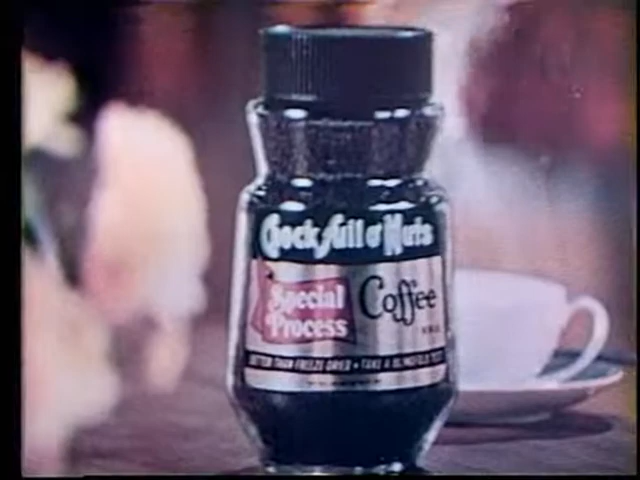 Chock full o' Nuts
Special
Process
Coffee
BETTER THAN FREEZE DRIED • TAKE A BLINDFOLD TEST